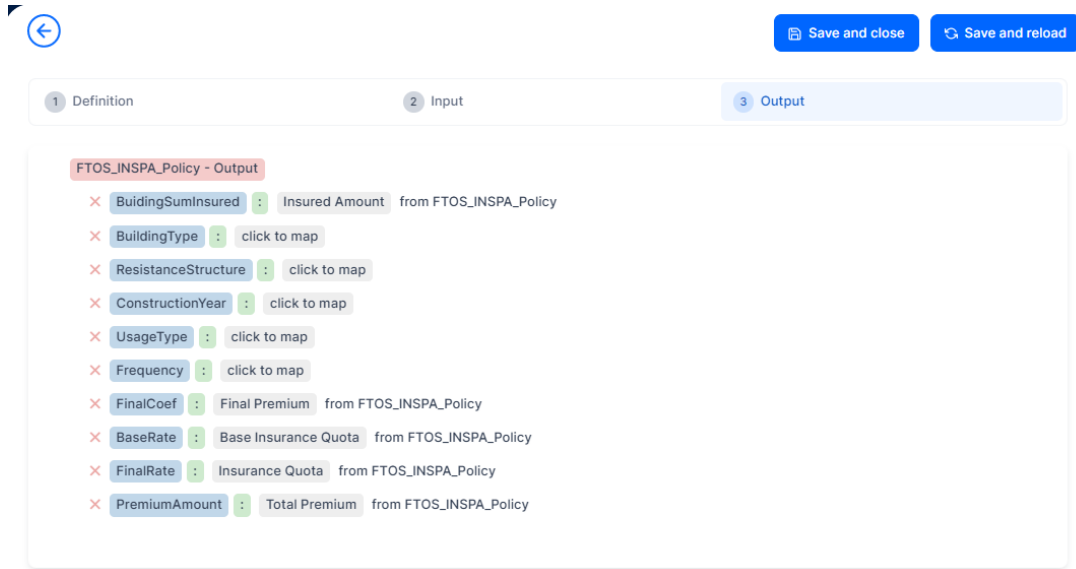 Save and close
Save and reload
1 Definition
2 Input
3 Output
FTOS_INSPA_Policy - Output
BuidingSumInsured : Insured Amount from FTOS_INSPA_Policy
BuildingType : click to map
ResistanceStructure : click to map
ConstructionYear : click to map
UsageType : click to map
Frequency : click to map
FinalCoef : Final Premium from FTOS_INSPA_Policy
BaseRate : Base Insurance Quota from FTOS_INSPA_Policy
FinalRate : Insurance Quota from FTOS_INSPA_Policy
PremiumAmount : Total Premium from FTOS_INSPA_Policy